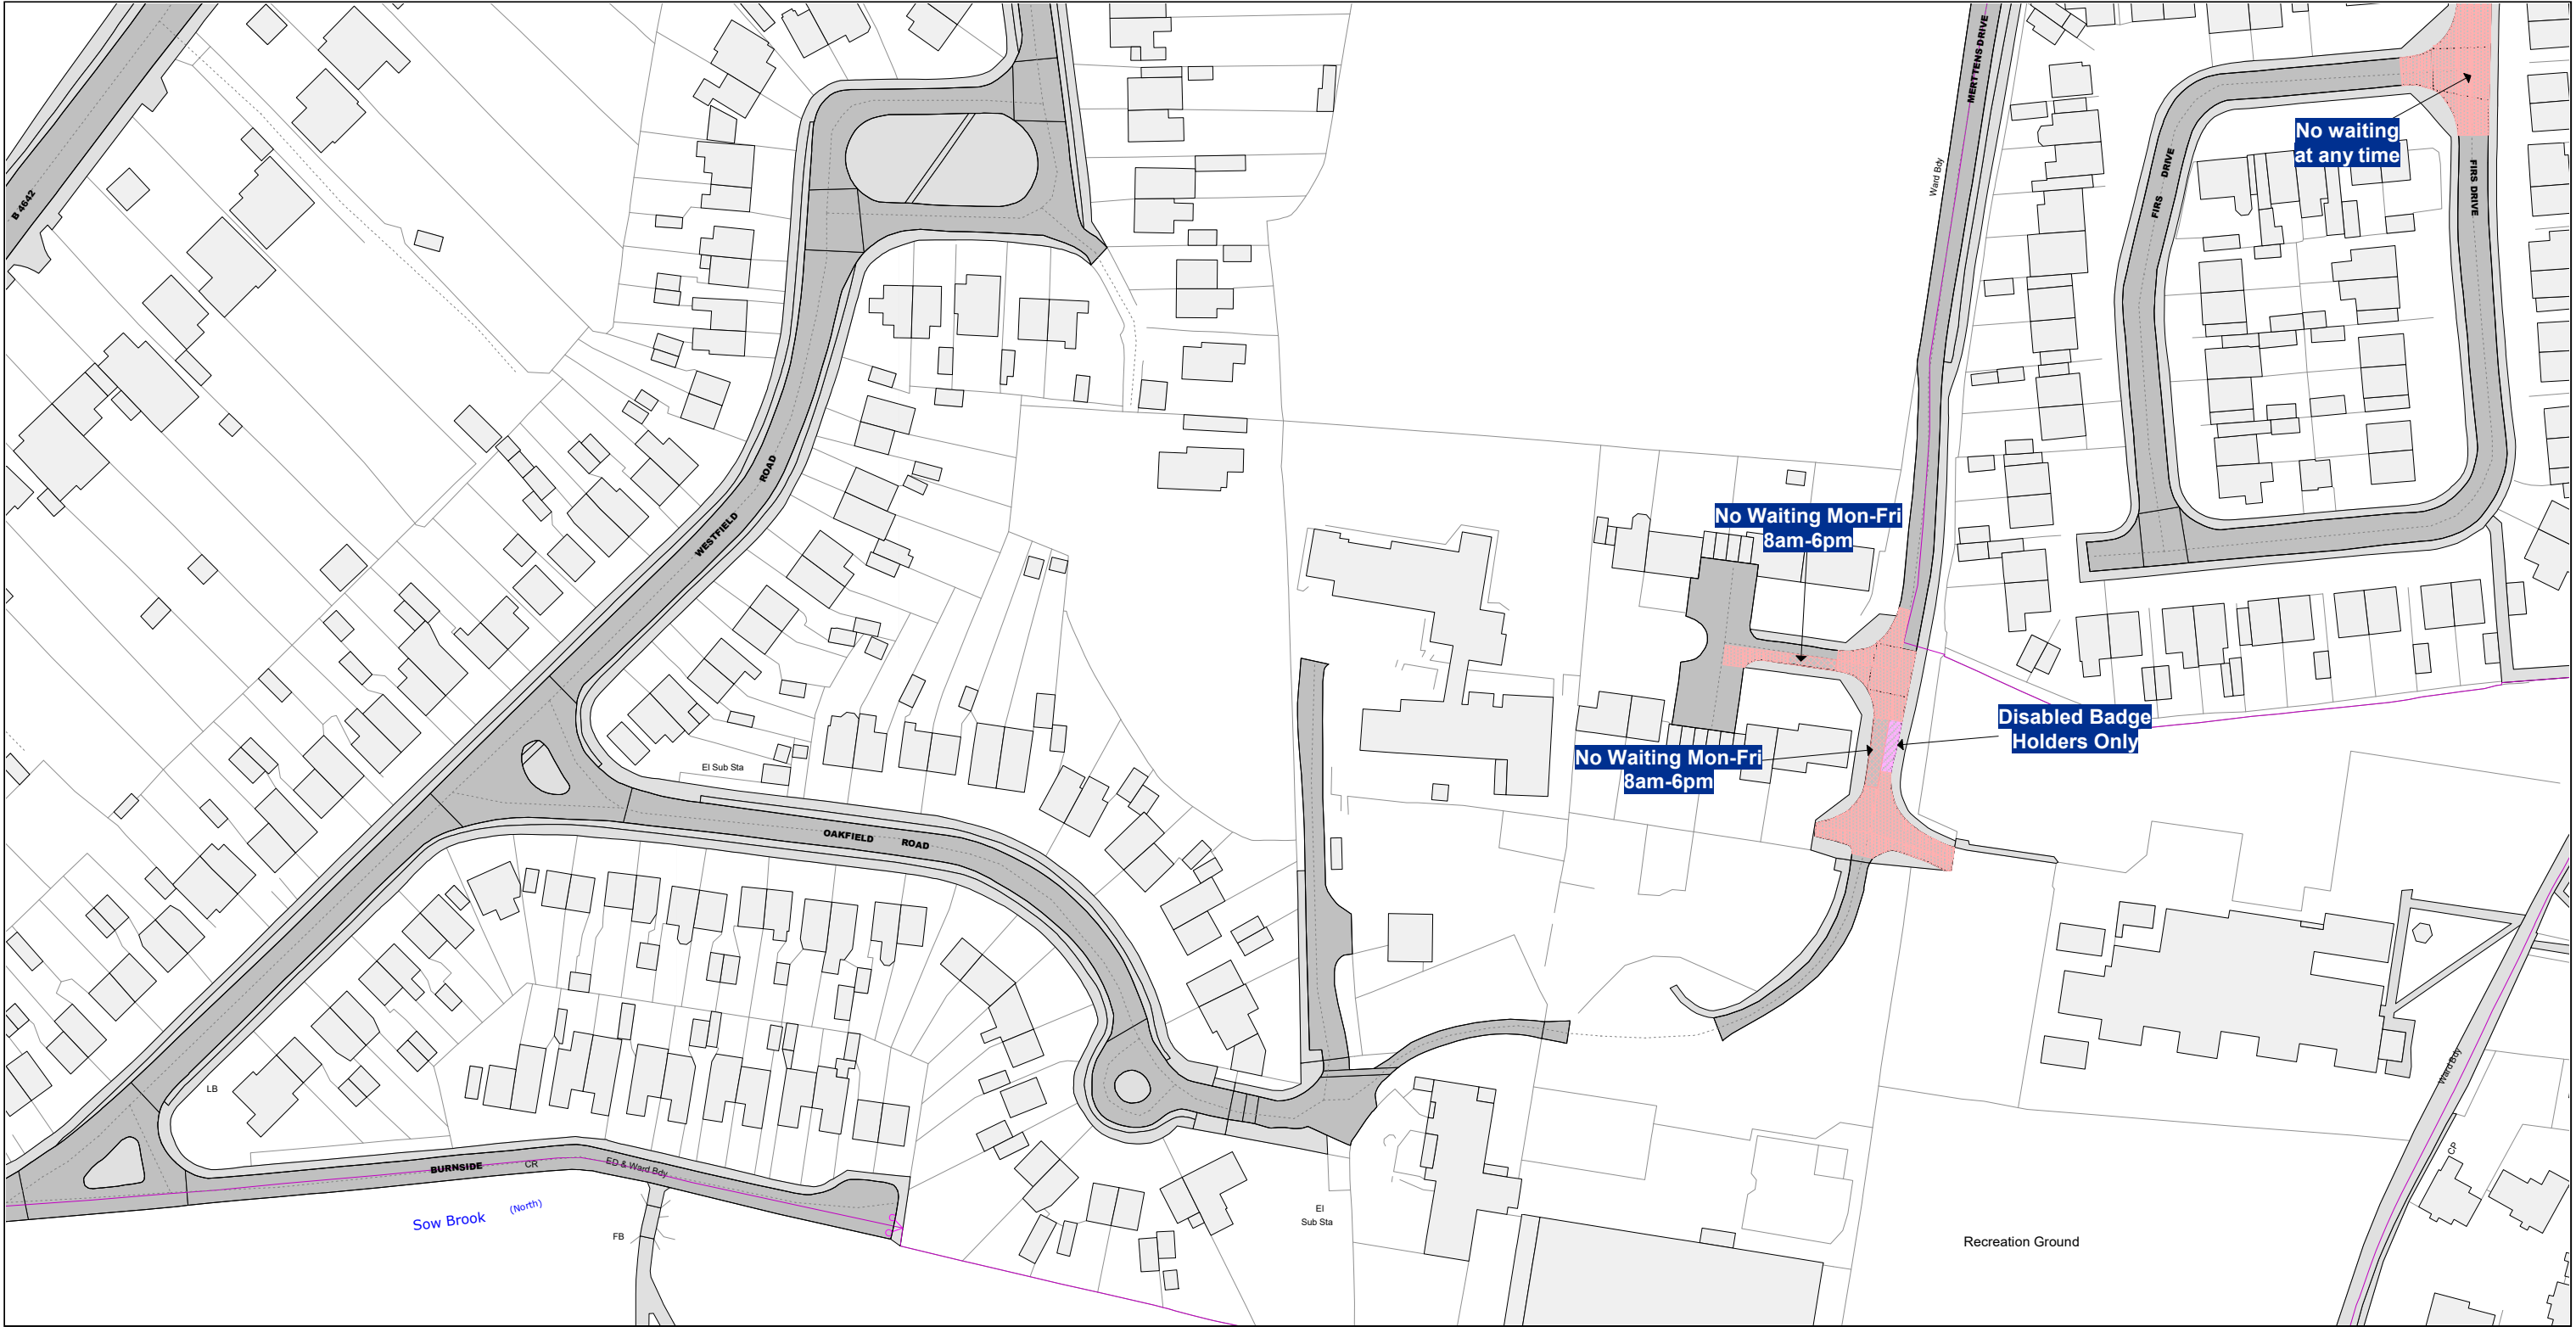 B 4642
MERTTENS DRIVE
Ward Bdy
No waiting
at any time
FIRS DRIVE
FIRS DRIVE
WESTFIELD ROAD
No Waiting Mon-Fri
8am-6pm
Disabled Badge
Holders Only
No Waiting Mon-Fri
8am-6pm
El Sub Sta
OAKFIELD ROAD
LB
BURNSIDE
CR
ED & Ward Bdy
Sow Brook (North)
FB
El
Sub Sta
Recreation Ground
Ward Bdy
CP